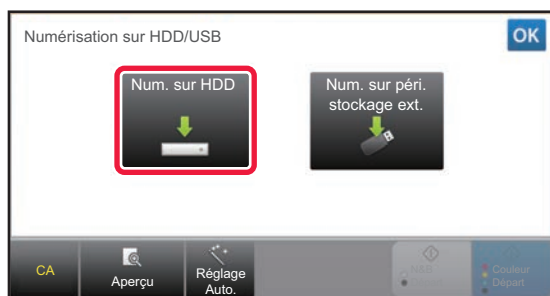 Numérisation sur HDD/USB
OK
Num. sur HDD
Num. sur péri.
stockage ext.
CA
Aperçu
Réglage
Auto.
N&B
Départ
Couleur
Départ